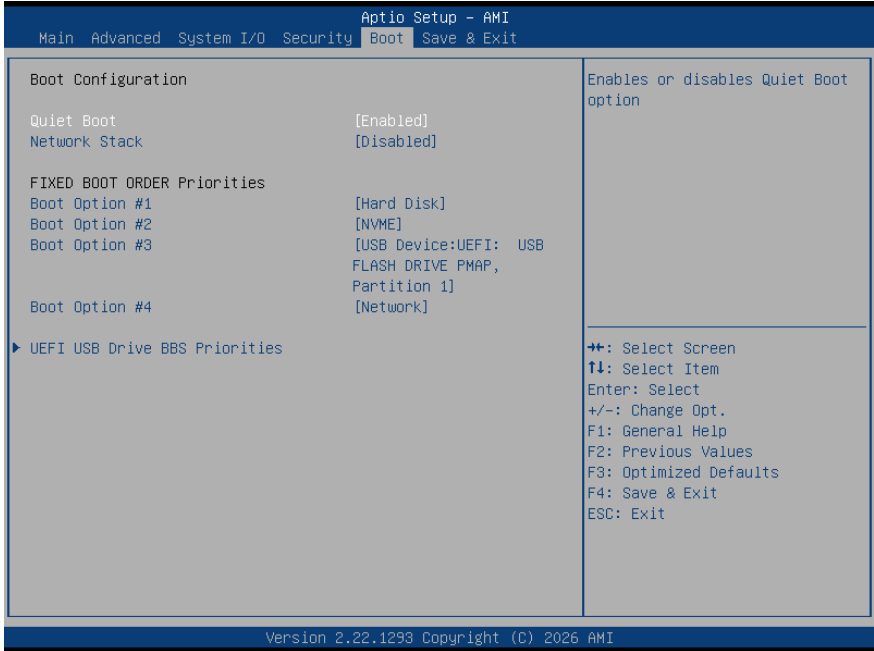 Aptio Setup – AMI
Main Advanced System I/O Security Boot Save & Exit
Boot Configuration
Quiet Boot [Enabled]
Network Stack [Disabled]
FIXED BOOT ORDER Priorities
Boot Option #1 [Hard Disk]
Boot Option #2 [NVME]
Boot Option #3 [USB Device:UEFI: USB
FLASH DRIVE PMAP,
Partition 1]
Boot Option #4 [Network]
UEFI USB Drive BBS Priorities
Enables or disables Quiet Boot
option
→←: Select Screen
↑↓: Select Item
Enter: Select
+/-: Change Opt.
F1: General Help
F2: Previous Values
F3: Optimized Defaults
F4: Save & Exit
ESC: Exit
Version 2.22.1293 Copyright (C) 2026 AMI